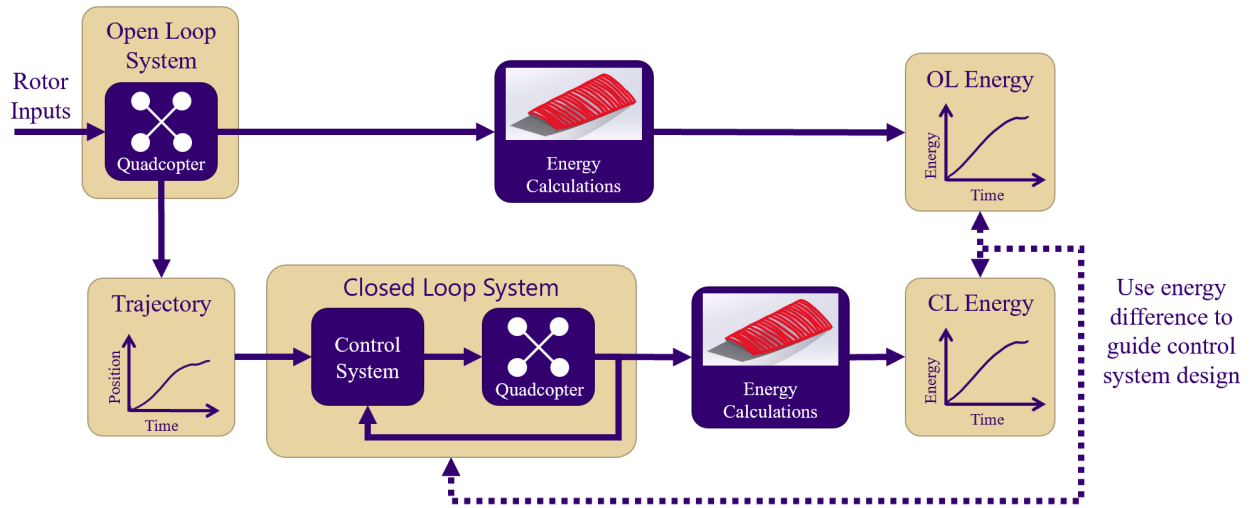 Open Loop
System
Rotor
Inputs
Quadcopter
Energy
Calculations
OL Energy
Energy
Time
Trajectory
Position
Time
Closed Loop System
Control
System
Quadcopter
Energy
Calculations
CL Energy
Energy
Time
Use energy
difference to
guide control
system design